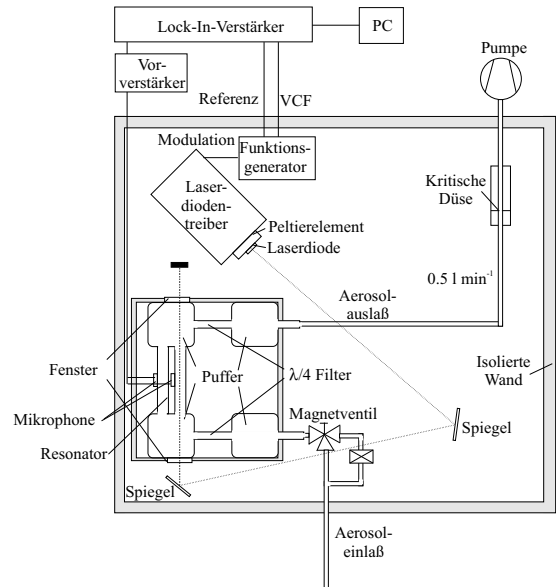 Lock-In-Verstärker
PC
Vor-
verstärker
Pumpe
Referenz
VCF
Modulation
Funktions-
generator
Laser-
dioden-
treiber
Kritische
Düse
Peltierelement
Laserdiode
0.5 l min-1
Aerosol-
auslaß
Fenster
Puffer
λ/4 Filter
Isolierte
Wand
Mikrophone
Magnetventil
Resonator
Spiegel
Spiegel
Aerosol-
einlaß